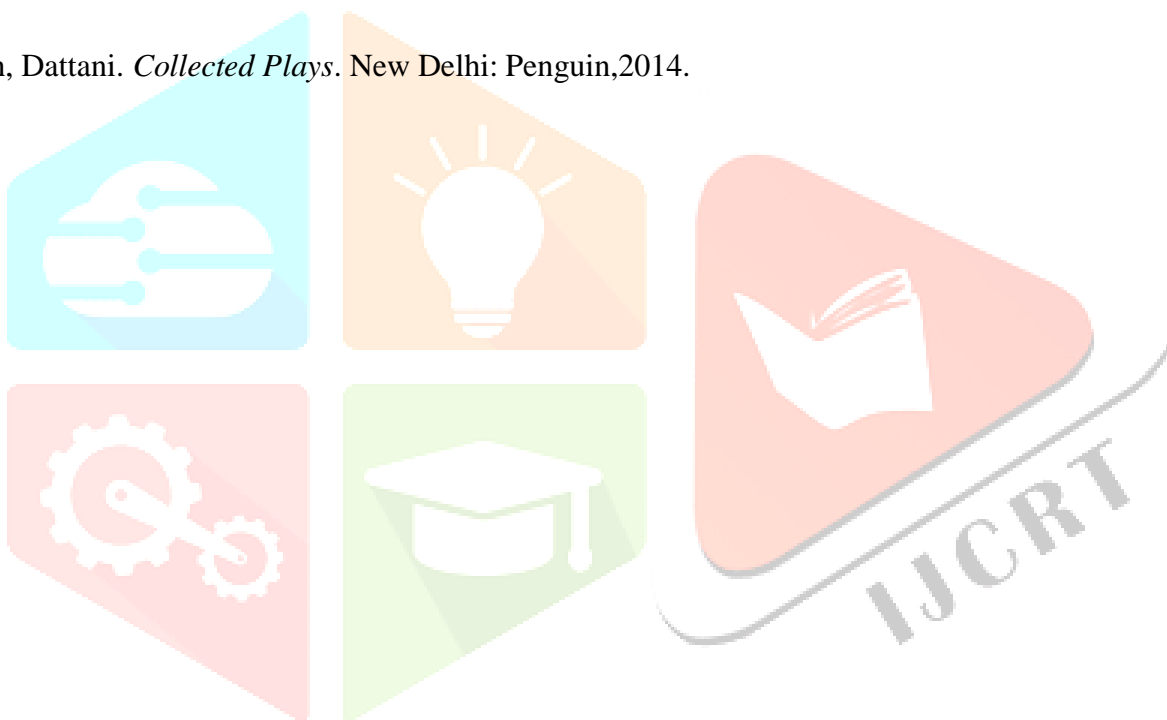 n, Dattani. Collected Plays. New Delhi: Penguin,2014.
IJCRT